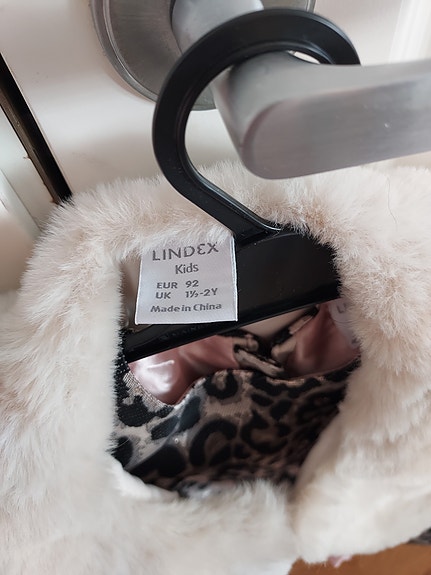 LINDEX
Kids
EUR 92
UK 1½-2Y
Made in China